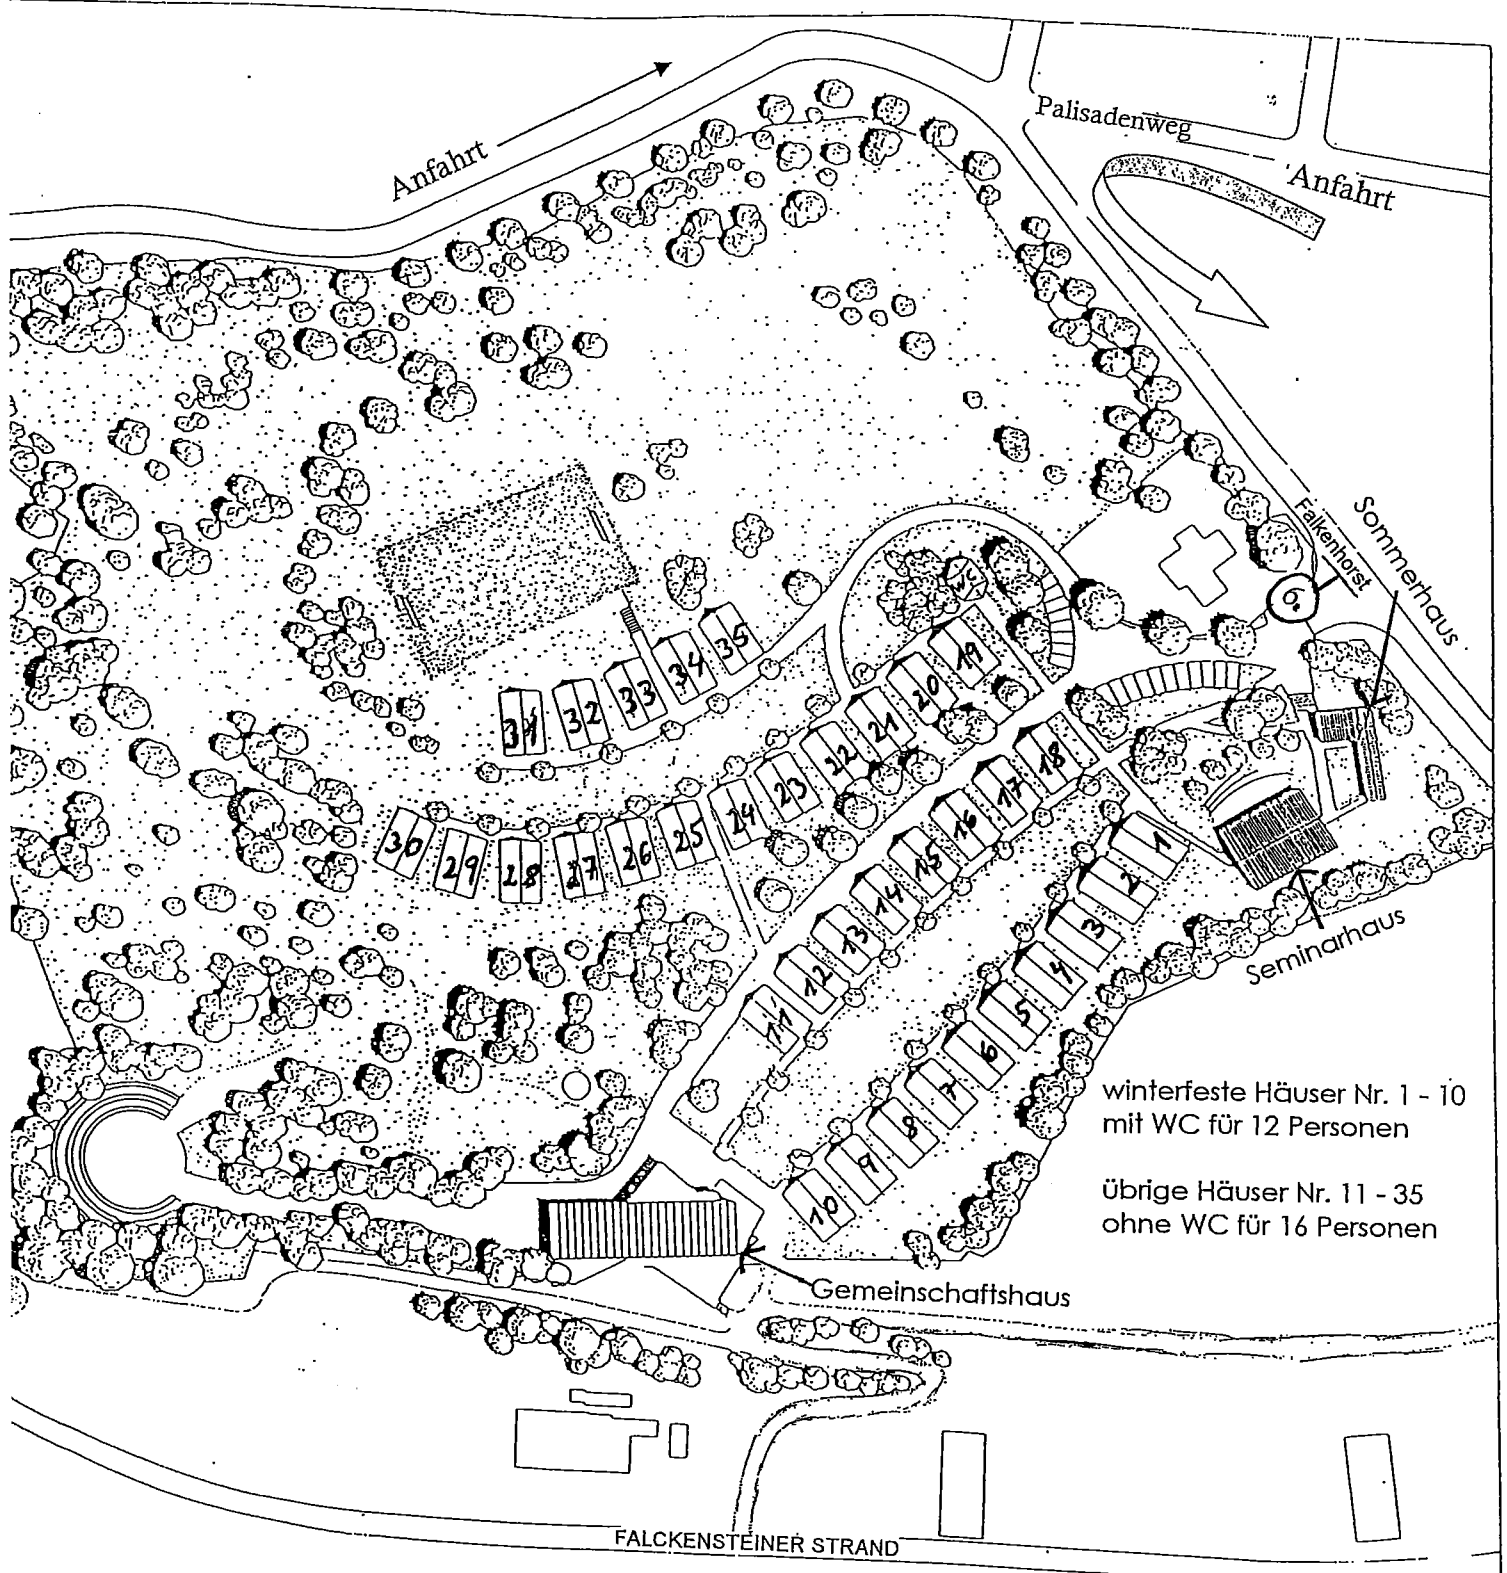 Anfahrt
Palisadenweg
Anfahrt
Sommerhaus
Falkenhorst
6.
WC
35
34
33
32
31
19
20
21
22
23
24
25
26
27
28
29
30
18
17
16
15
14
13
12
11
1
2
3
4
5
6
7
8
9
10
Seminarhaus
winterfeste Häuser Nr. 1 - 10
mit WC für 12 Personen
übrige Häuser Nr. 11 - 35
ohne WC für 16 Personen
Gemeinschaftshaus
FALCKENSTEINER STRAND